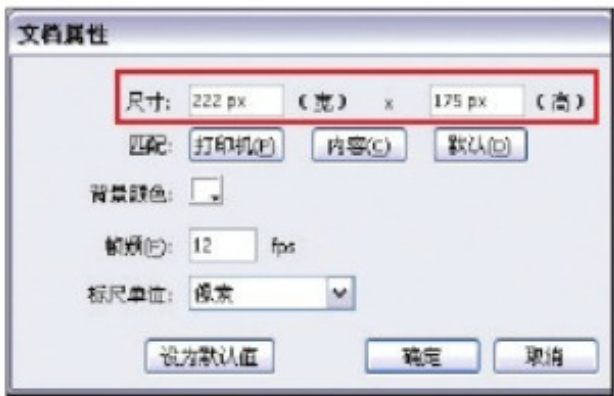 文档属性
尺寸: 222 px (宽) x 175 px (高)
匹配: 打印机(P) 内容(C) 默认(D)
背景颜色:
帧频(F): 12 fps
标尺单位: 像素
设为默认值 确定 取消